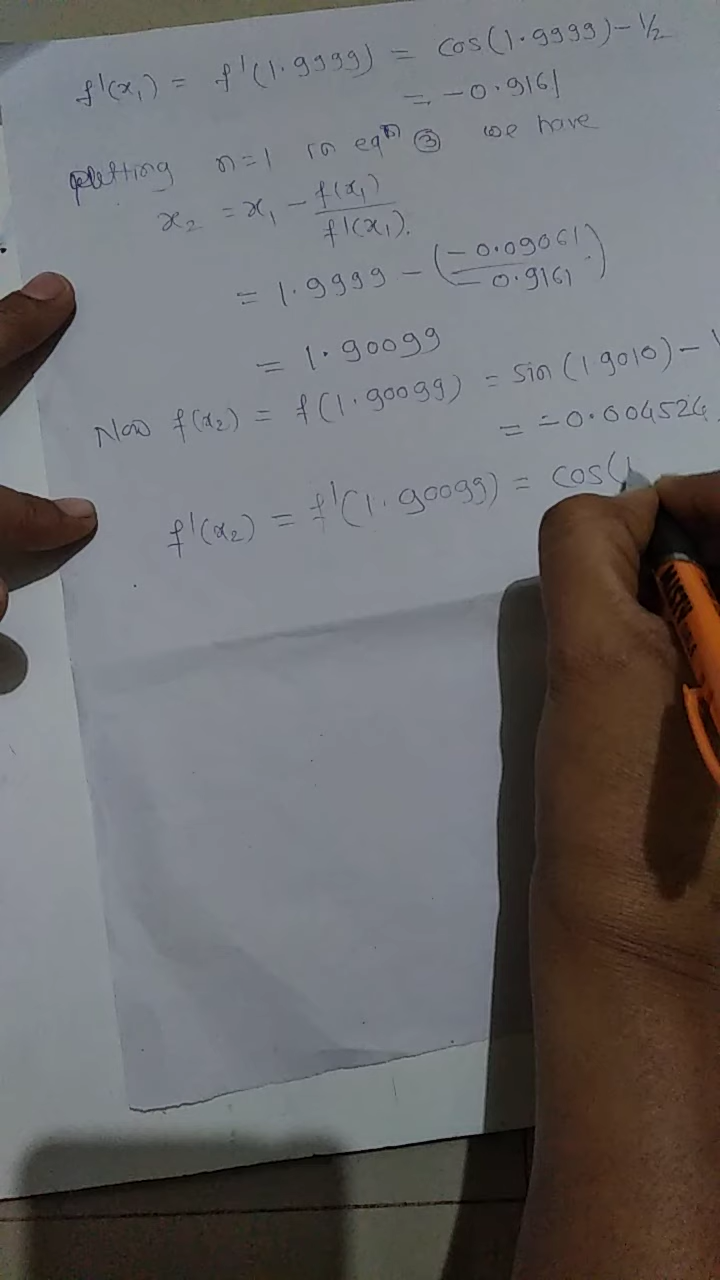 f'(x₁) = f'(1.9999) = cos(1.9999) - 1/2
= -0.9161
putting n=1 in eqⁿ ③ we have
x₂ = x₁ - f(x₁)/f'(x₁).
= 1.9999 - (-0.09061/-0.9161)
= 1.90099
Now f(x₂) = f(1.90099) = sin(1.9010) -
= -0.004524
f'(x₂) = f'(1.90099) = cos(1